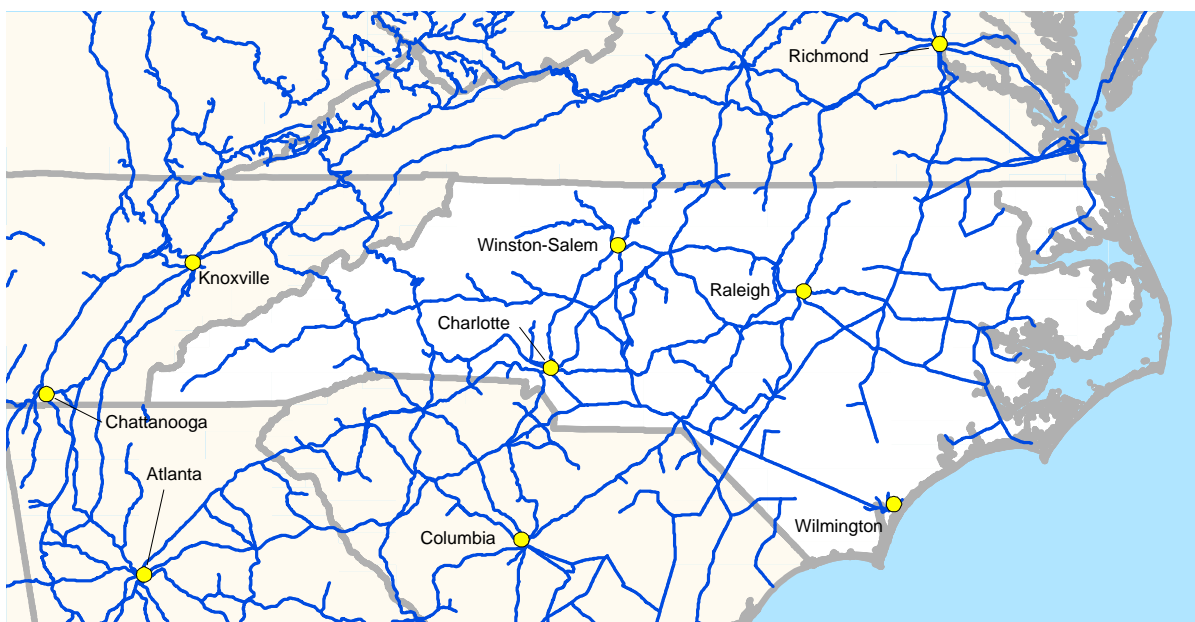 Richmond
Winston-Salem
Knoxville
Raleigh
Charlotte
Chattanooga
Atlanta
Wilmington
Columbia